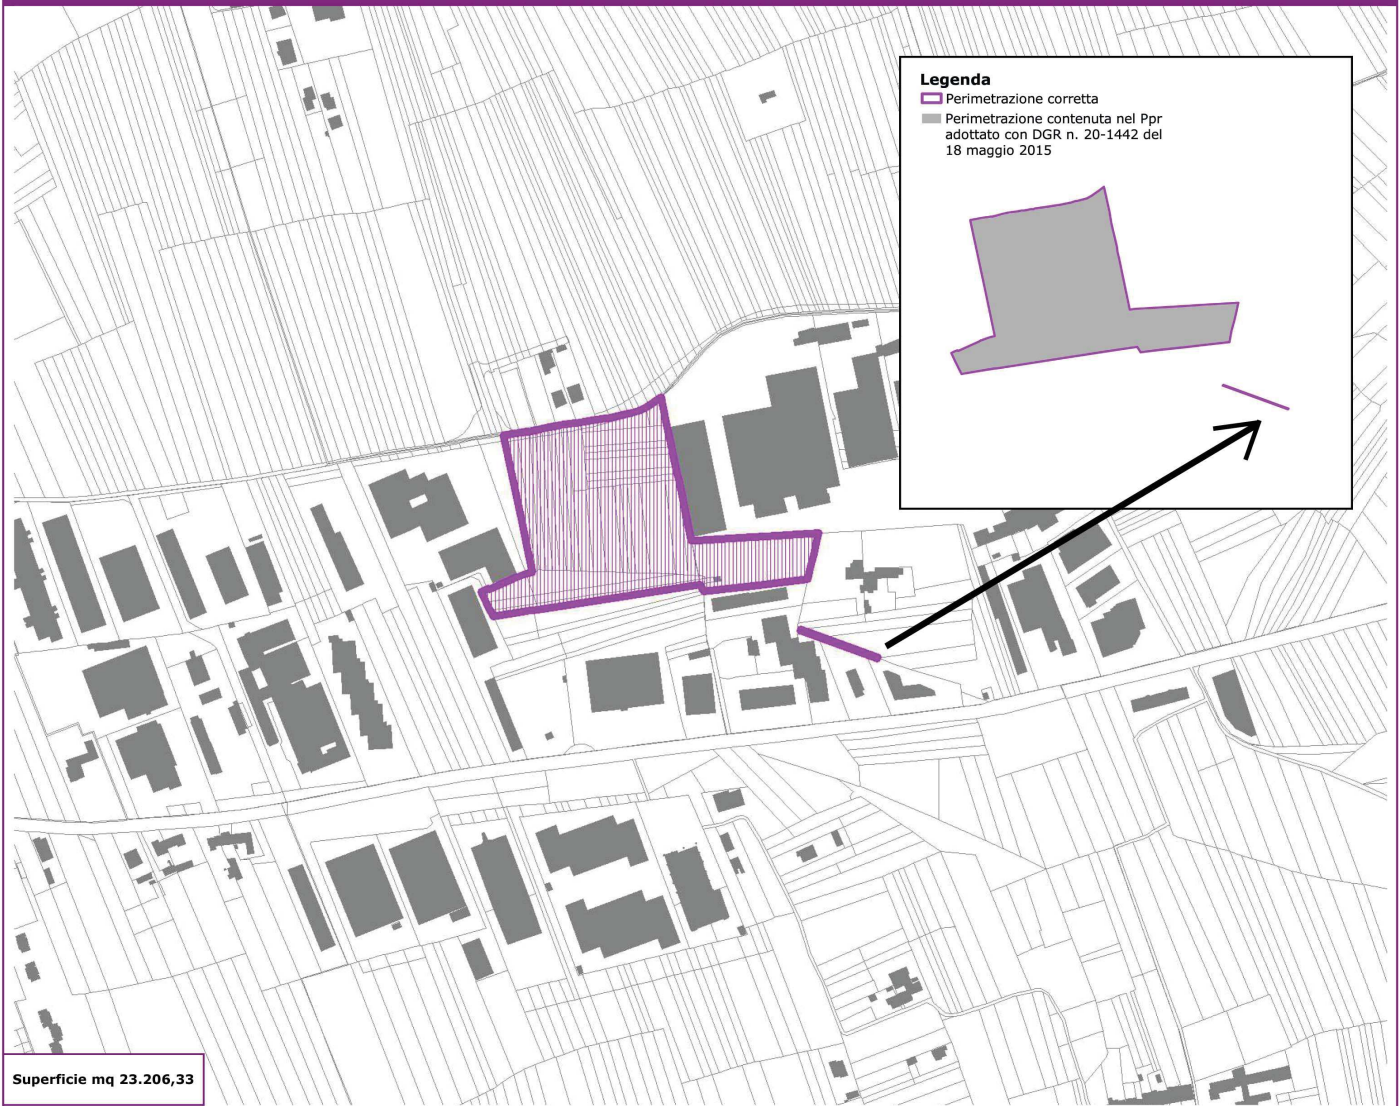 Legenda
Perimetrazione corretta
Perimetrazione contenuta nel Ppr
adottato con DGR n. 20-1442 del
18 maggio 2015
Superficie mq 23.206,33